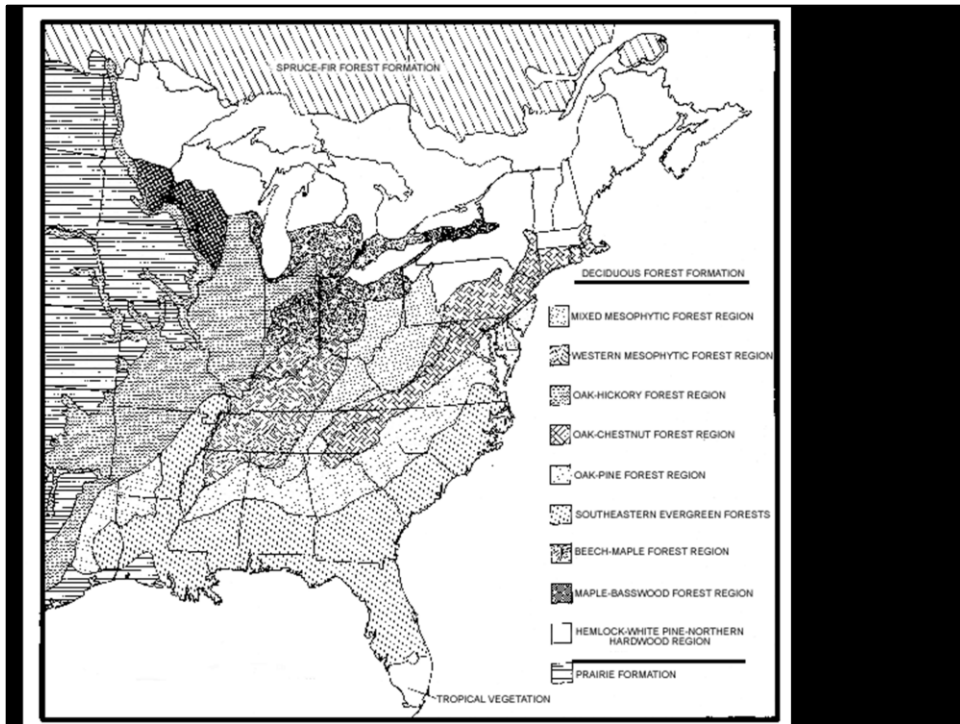 SPRUCE-FIR FOREST FORMATION
DECIDUOUS FOREST FORMATION
MIXED MESOPHYTIC FOREST REGION
WESTERN MESOPHYTIC FOREST REGION
OAK-HICKORY FOREST REGION
OAK-CHESTNUT FOREST REGION
OAK-PINE FOREST REGION
SOUTHEASTERN EVERGREEN FORESTS
BEECH-MAPLE FOREST REGION
MAPLE-BASSWOOD FOREST REGION
HEMLOCK-WHITE PINE-NORTHERN
HARDWOOD REGION
PRAIRIE FORMATION
TROPICAL VEGETATION